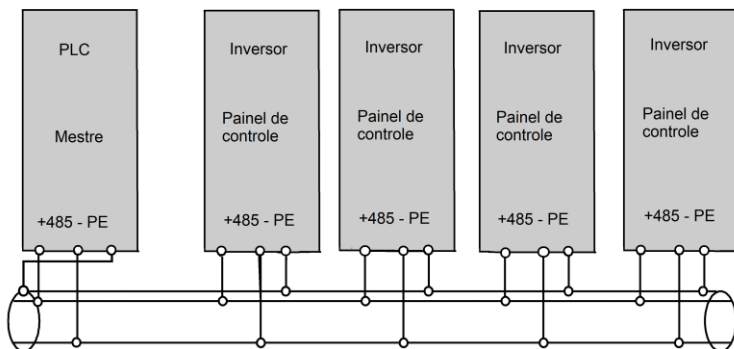 PLC
Mestre
+485 - PE
Inversor
Painel de
controle
+485 - PE
Inversor
Painel de
controle
+485 - PE
Inversor
Painel de
controle
+485 - PE
Inversor
Painel de
controle
+485 - PE